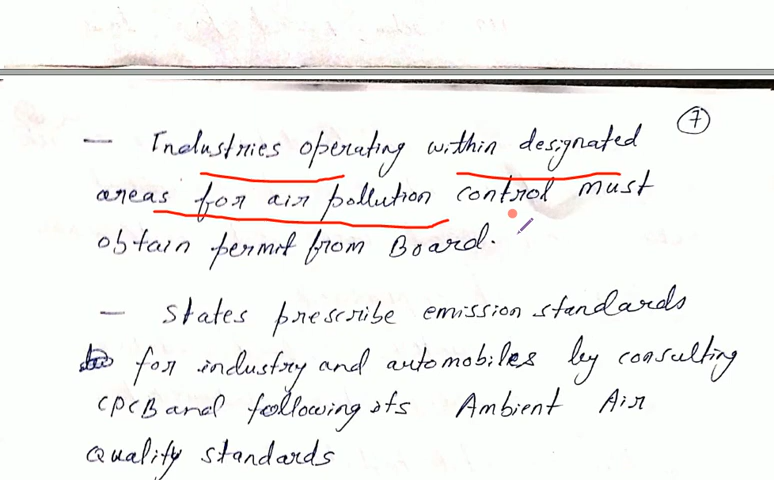 7
— Industries operating within designated
areas for air pollution control must
obtain permit from Board.
— States prescribe emission standards
for industry and automobiles by consulting
CPCB and following its Ambient Air
Quality standards